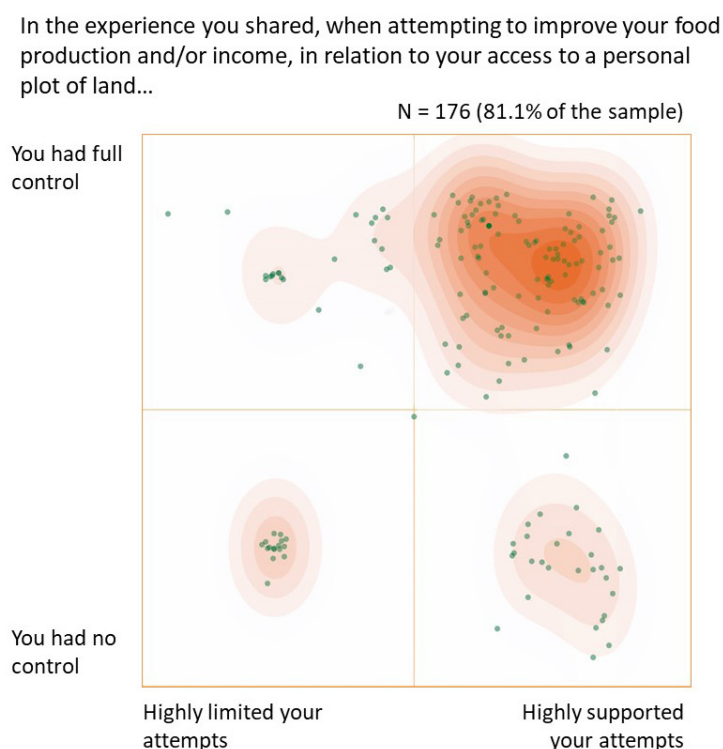 In the experience you shared, when attempting to improve your food
production and/or income, in relation to your access to a personal
plot of land...
N = 176 (81.1% of the sample)
You had full
control
You had no
control
Highly limited your
attempts
Highly supported
your attempts